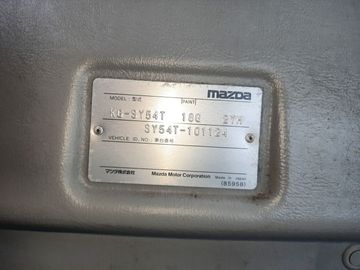 mazda
MODEL:型式 PAINT
KG-SY54T 18G 2YH
SY54T-101124
VEHICLE ID. NO:車台番号
マツダ株式会社 Mazda Motor Corporation Made in Japan
(85958)